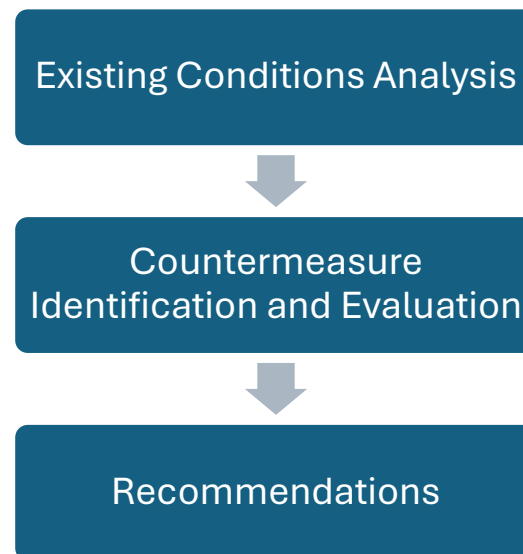 Existing Conditions Analysis
Countermeasure
Identification and Evaluation
Recommendations